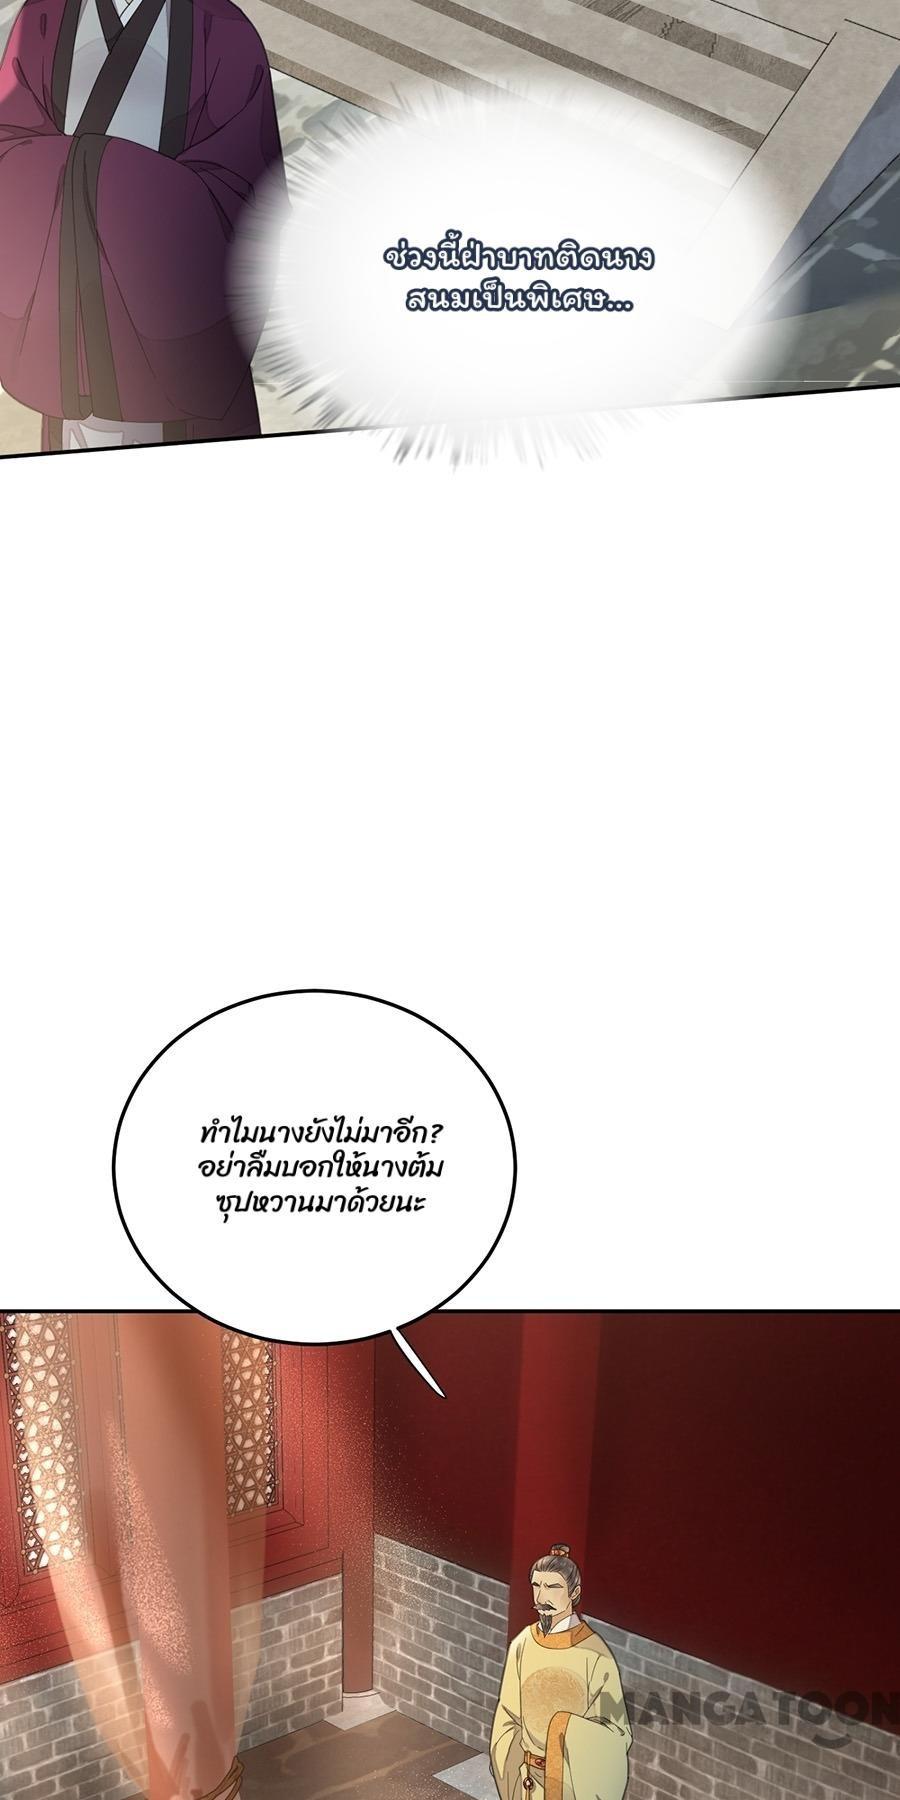 ช่วงนี้ฝ่าบาทติดนาง
สนมเป็นพิเศษ...
ทำไมนางยังไม่มาอีก?
อย่าลืมบอกให้นางต้ม
ซุปหวานมาด้วยนะ
MANGATOON